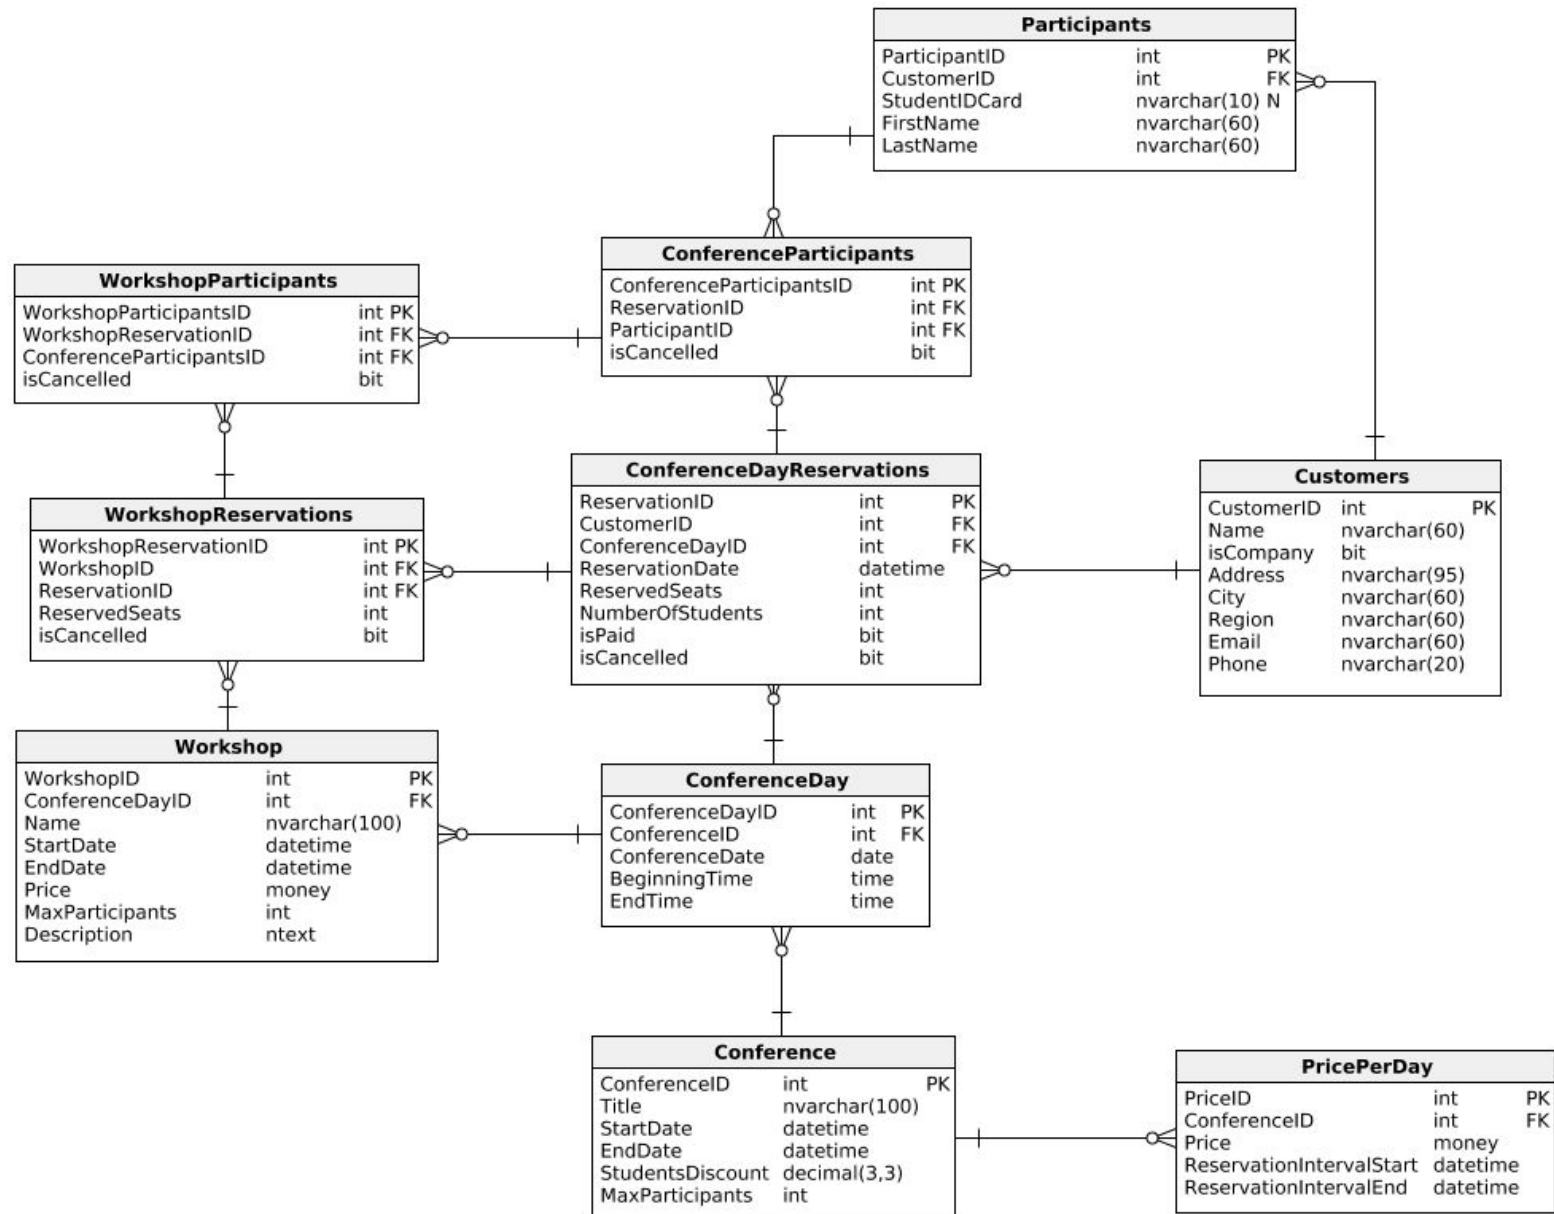 Participants
ParticipantID int PK
CustomerID int FK
StudentIDCard nvarchar(10) N
FirstName nvarchar(60)
LastName nvarchar(60)
ConferenceParticipants
ConferenceParticipantsID int PK
ReservationID int FK
ParticipantID int FK
isCancelled bit
WorkshopParticipants
WorkshopParticipantsID int PK
WorkshopReservationID int FK
ConferenceParticipantsID int FK
isCancelled bit
ConferenceDayReservations
ReservationID int PK
CustomerID int FK
ConferenceDayID int FK
ReservationDate datetime
ReservedSeats int
NumberOfStudents int
isPaid bit
isCancelled bit
Customers
CustomerID int PK
Name nvarchar(60)
isCompany bit
Address nvarchar(95)
City nvarchar(60)
Region nvarchar(60)
Email nvarchar(60)
Phone nvarchar(20)
WorkshopReservations
WorkshopReservationID int PK
WorkshopID int FK
ReservationID int FK
ReservedSeats int
isCancelled bit
Workshop
WorkshopID int PK
ConferenceDayID int FK
Name nvarchar(100)
StartDate datetime
EndDate datetime
Price money
MaxParticipants int
Description ntext
ConferenceDay
ConferenceDayID int PK
ConferenceID int FK
ConferenceDate date
BeginningTime time
EndTime time
Conference
ConferenceID int PK
Title nvarchar(100)
StartDate datetime
EndDate datetime
StudentsDiscount decimal(3,3)
MaxParticipants int
PricePerDay
PriceID int PK
ConferenceID int FK
Price money
ReservationIntervalStart datetime
ReservationIntervalEnd datetime